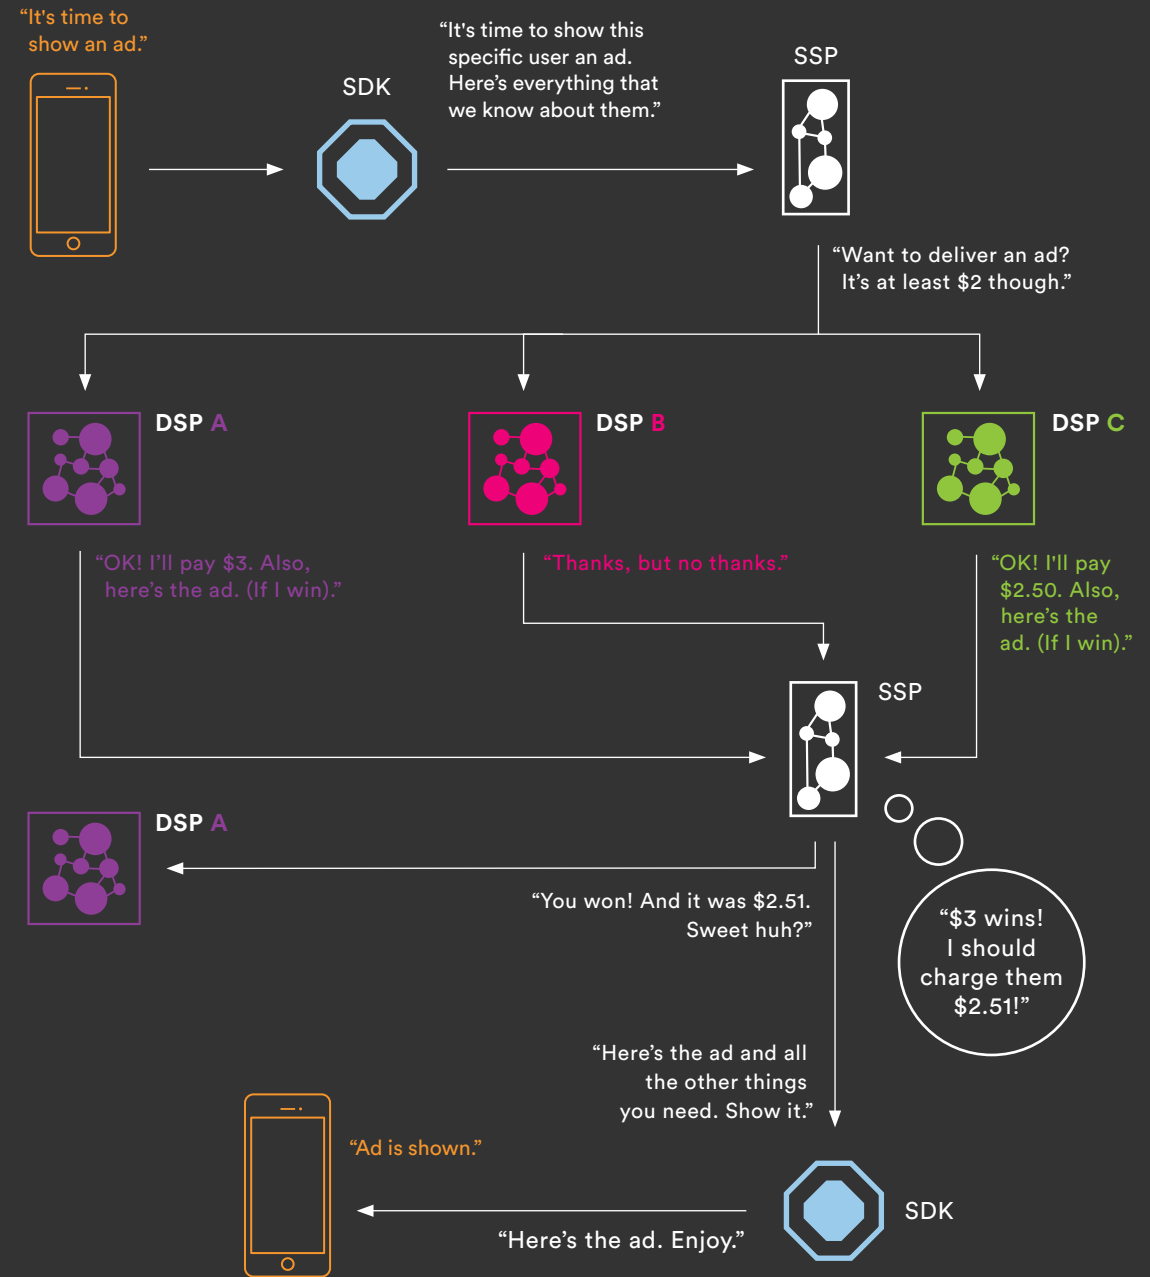 “It's time to
show an ad.”
SDK
“It's time to show this
specific user an ad.
Here’s everything that
we know about them.”
SSP
“Want to deliver an ad?
It’s at least $2 though.”
DSP A
DSP B
DSP C
“OK! I’ll pay $3. Also,
here’s the ad. (If I win).”
“Thanks, but no thanks.”
“OK! I'll pay
$2.50. Also,
here’s the
ad. (If I win).”
SSP
DSP A
“You won! And it was $2.51.
Sweet huh?”
“$3 wins!
I should
charge them
$2.51!”
“Here’s the ad and all
the other things
you need. Show it.”
“Ad is shown.”
SDK
“Here’s the ad. Enjoy.”